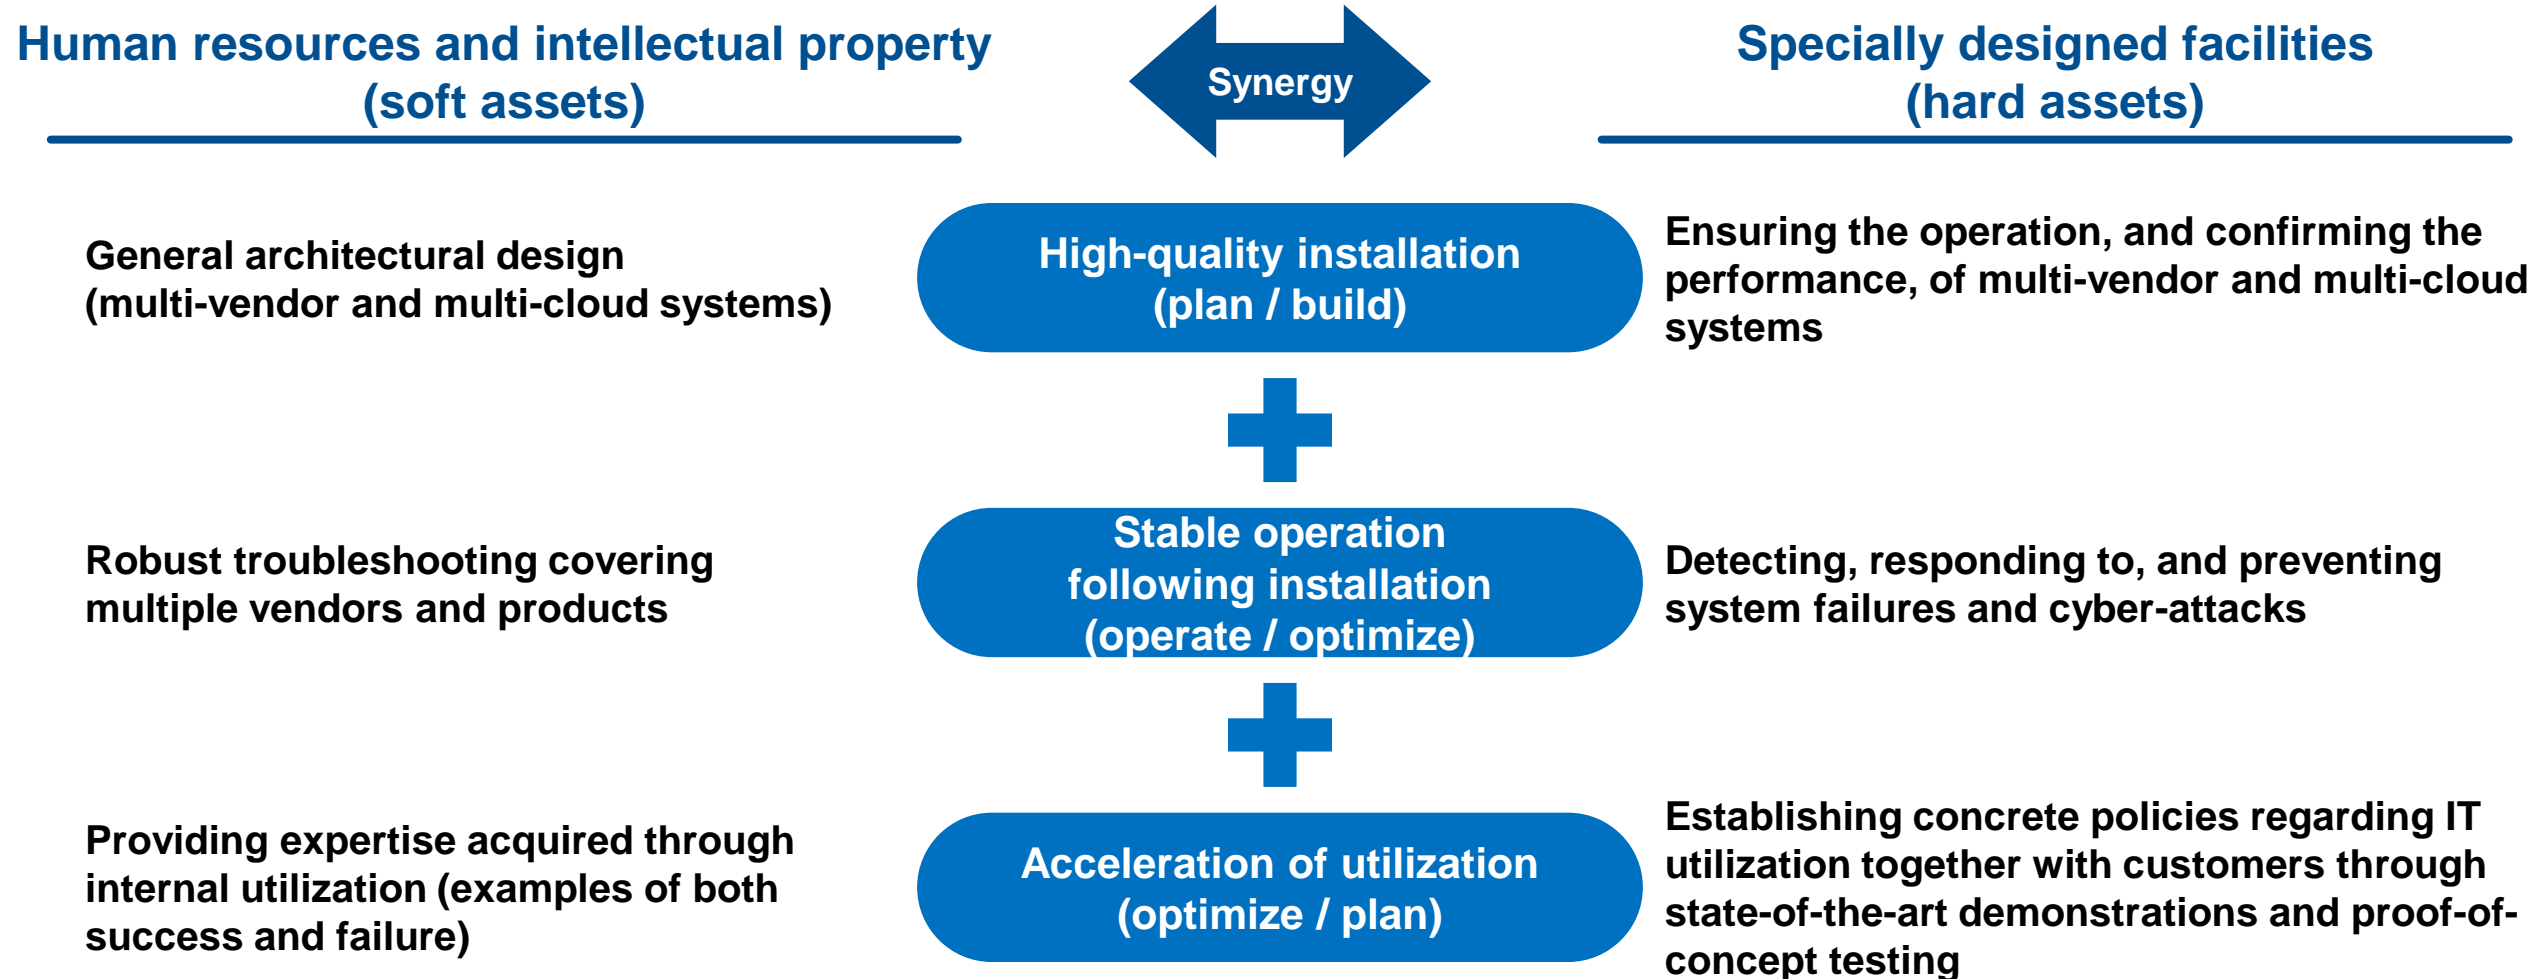 Human resources and intellectual property
(soft assets)
Synergy
Specially designed facilities
(hard assets)
General architectural design
(multi-vendor and multi-cloud systems)
High-quality installation
(plan / build)
Ensuring the operation, and confirming the
performance, of multi-vendor and multi-cloud
systems
Robust troubleshooting covering
multiple vendors and products
Stable operation
following installation
(operate / optimize)
Detecting, responding to, and preventing
system failures and cyber-attacks
Providing expertise acquired through
internal utilization (examples of both
success and failure)
Acceleration of utilization
(optimize / plan)
Establishing concrete policies regarding IT
utilization together with customers through
state-of-the-art demonstrations and proof-of-
concept testing